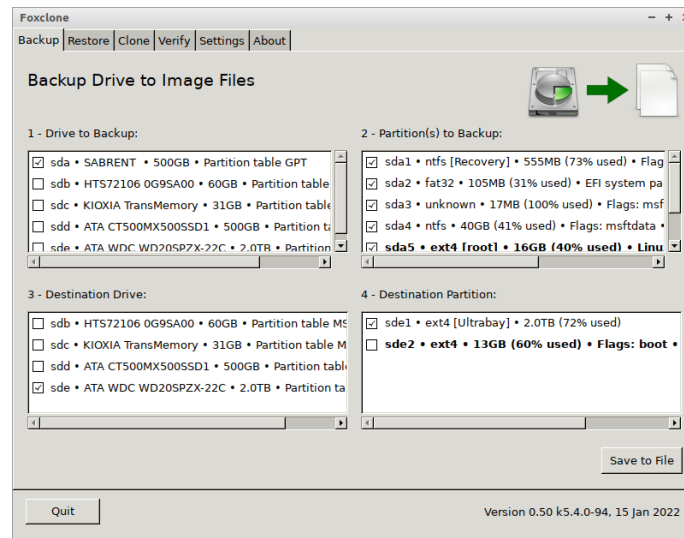 Foxclone
Backup Restore Clone Verify Settings About
Backup Drive to Image Files
1 - Drive to Backup:
sda • SABRENT • 500GB • Partition table GPT
sdb • HTS72106 0G9SA00 • 60GB • Partition table
sdc • KIOXIA TransMemory • 31GB • Partition table
sdd • ATA CT500MX500SSD1 • 500GB • Partition ta
sde • ATA WDC WD20SPZX-22C • 2.0TB • Partition
2 - Partition(s) to Backup:
sda1 • ntfs [Recovery] • 555MB (73% used) • Flag
sda2 • fat32 • 105MB (31% used) • EFI system pa
sda3 • unknown • 17MB (100% used) • Flags: msf
sda4 • ntfs • 40GB (41% used) • Flags: msftdata •
sda5 • ext4 [root] • 16GB (40% used) • Linu
3 - Destination Drive:
sdb • HTS72106 0G9SA00 • 60GB • Partition table MS
sdc • KIOXIA TransMemory • 31GB • Partition table M
sdd • ATA CT500MX500SSD1 • 500GB • Partition tabl
sde • ATA WDC WD20SPZX-22C • 2.0TB • Partition ta
4 - Destination Partition:
sde1 • ext4 [Ultrabay] • 2.0TB (72% used)
sde2 • ext4 • 13GB (60% used) • Flags: boot •
Save to File
Quit
Version 0.50 k5.4.0-94, 15 Jan 2022